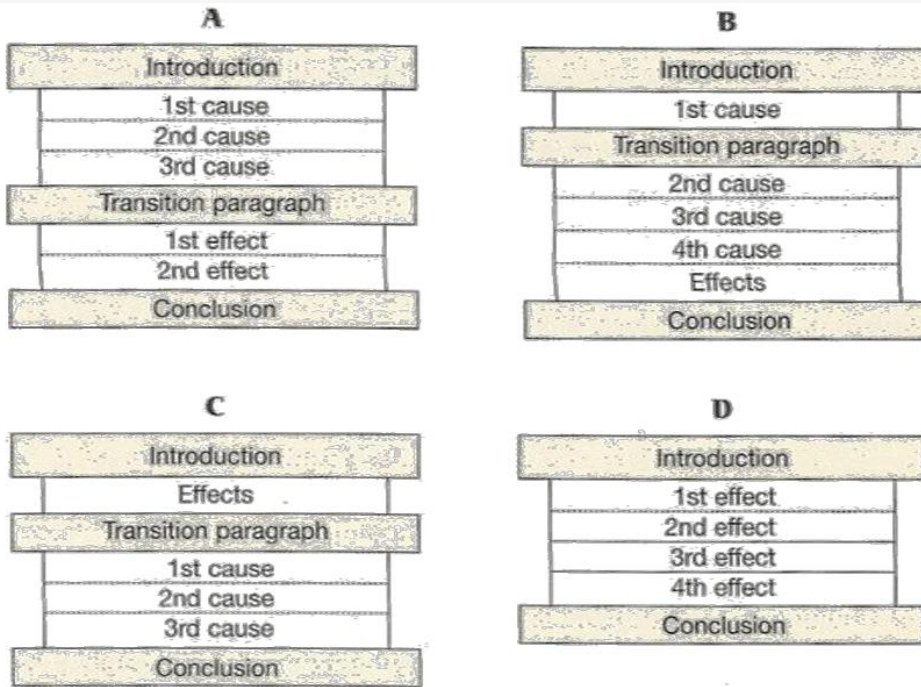 A
Introduction
1st cause
2nd cause
3rd cause
Transition paragraph
1st effect
2nd effect
Conclusion
B
Introduction
1st cause
Transition paragraph
2nd cause
3rd cause
4th cause
Effects
Conclusion
C
Introduction
Effects
Transition paragraph
1st cause
2nd cause
3rd cause
Conclusion
D
Introduction
1st effect
2nd effect
3rd effect
4th effect
Conclusion